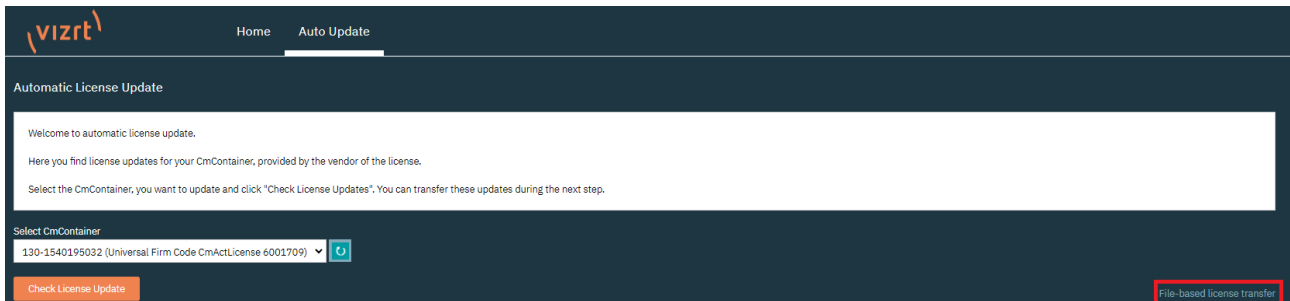 vizrt
Home Auto Update
Automatic License Update
Welcome to automatic license update.
Here you find license updates for your CmContainer, provided by the vendor of the license.
Select the CmContainer, you want to update and click "Check License Updates". You can transfer these updates during the next step.
Select CmContainer
130-1540195032 (Universal Firm Code CmActLicense 6001709)
Check License Update
File-based license transfer